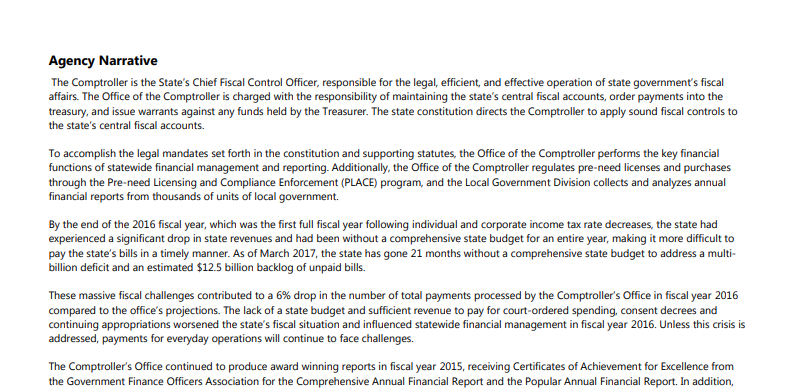 Agency Narrative
The Comptroller is the State's Chief Fiscal Control Officer, responsible for the legal, efficient, and effective operation of state government's fiscal
affairs. The Office of the Comptroller is charged with the responsibility of maintaining the state's central fiscal accounts, order payments into the
treasury, and issue warrants against any funds held by the Treasurer. The state constitution directs the Comptroller to apply sound fiscal controls to
the state's central fiscal accounts.
To accomplish the legal mandates set forth in the constitution and supporting statutes, the Office of the Comptroller performs the key financial
functions of statewide financial management and reporting. Additionally, the Office of the Comptroller regulates pre-need licenses and purchases
through the Pre-need Licensing and Compliance Enforcement (PLACE) program, and the Local Government Division collects and analyzes annual
financial reports from thousands of units of local government.
By the end of the 2016 fiscal year, which was the first full fiscal year following individual and corporate income tax rate decreases, the state had
experienced a significant drop in state revenues and had been without a comprehensive state budget for an entire year, making it more difficult to
pay the state's bills in a timely manner. As of March 2017, the state has gone 21 months without a comprehensive state budget to address a multi-
billion deficit and an estimated $12.5 billion backlog of unpaid bills.
These massive fiscal challenges contributed to a 6% drop in the number of total payments processed by the Comptroller's Office in fiscal year 2016
compared to the office's projections. The lack of a state budget and sufficient revenue to pay for court-ordered spending, consent decrees and
continuing appropriations worsened the state's fiscal situation and influenced statewide financial management in fiscal year 2016. Unless this crisis is
addressed, payments for everyday operations will continue to face challenges.
The Comptroller's Office continued to produce award winning reports in fiscal year 2015, receiving Certificates of Achievement for Excellence from
the Government Finance Officers Association for the Comprehensive Annual Financial Report and the Popular Annual Financial Report. In addition,